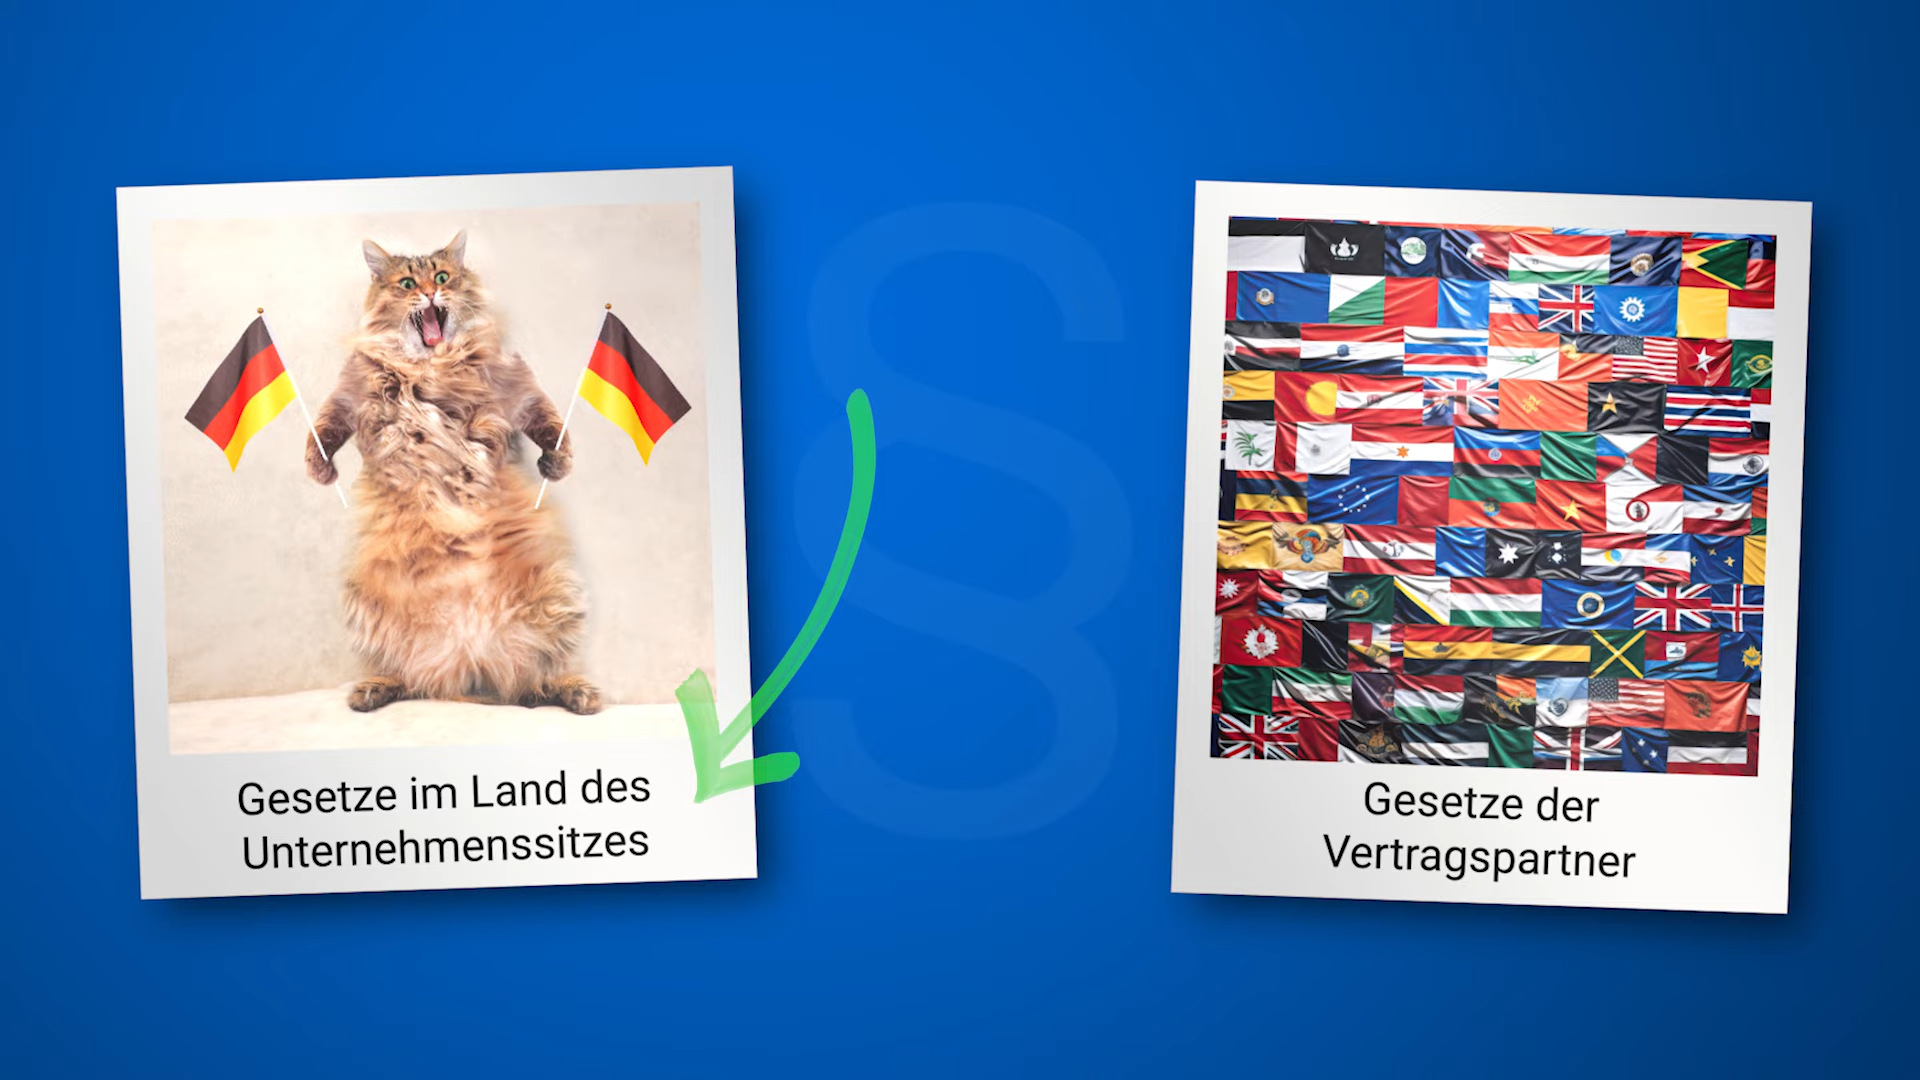 §
Gesetze im Land des
Unternehmenssitzes
Gesetze der
Vertragspartner